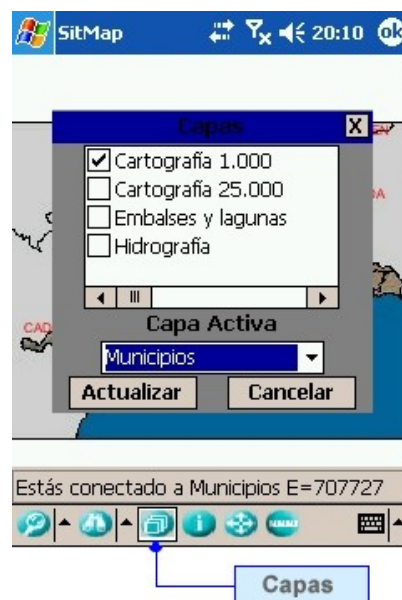 SitMap 20:10 ok
Capas X
Cartografía 1.000
Cartografía 25.000
Embalses y lagunas
Hidrografía
Capa Activa
Municipios
Actualizar Cancelar
CAD
Estás conectado a Municipios E=707727
Capas